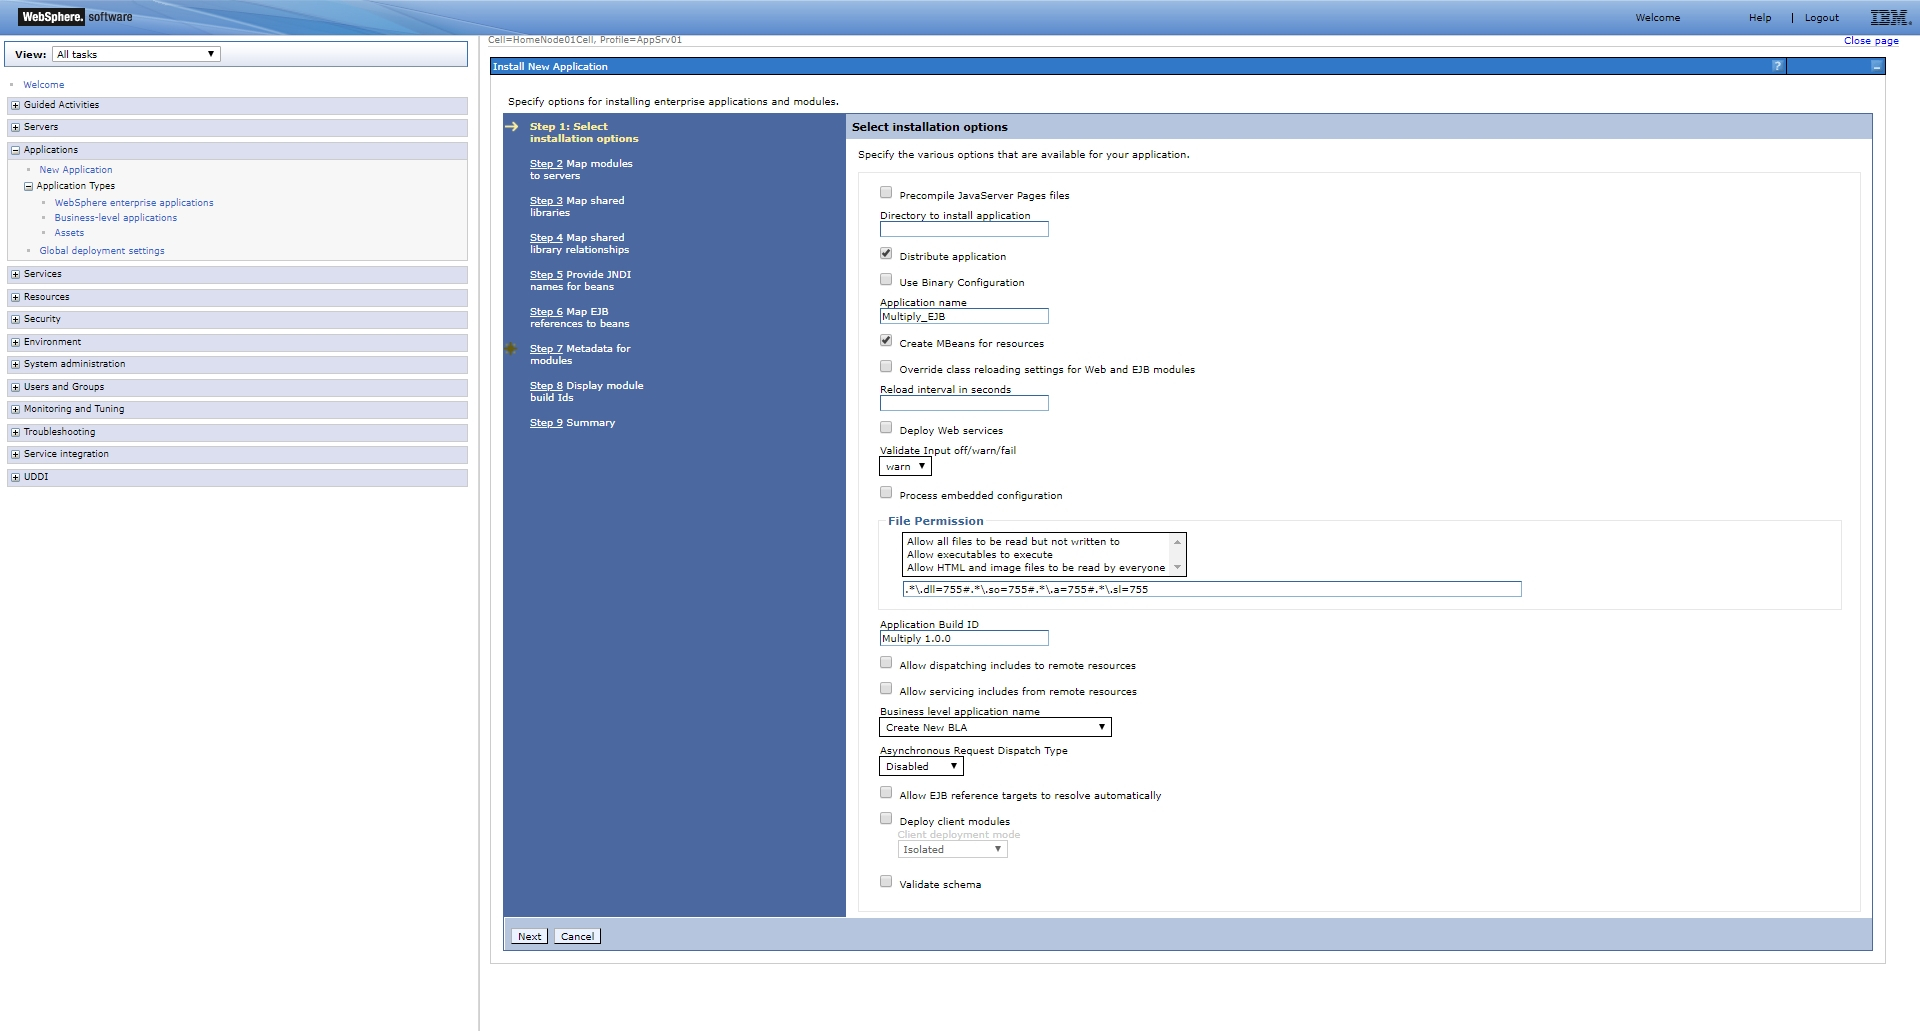 WebSphere. software
Welcome
Help | Logout
IBM.
View: All tasks
Cell=HomeNode01Cell, Profile=AppSrv01
Close page
Welcome
Guided Activities
Servers
Applications
New Application
Application Types
WebSphere enterprise applications
Business-level applications
Assets
Global deployment settings
Services
Resources
Security
Environment
System administration
Users and Groups
Monitoring and Tuning
Troubleshooting
Service integration
UDDI
Install New Application
?
Specify options for installing enterprise applications and modules.
Step 1: Select
installation options
Step 2 Map modules
to servers
Step 3 Map shared
libraries
Step 4 Map shared
library relationships
Step 5 Provide JNDI
names for beans
Step 6 Map EJB
references to beans
Step 7 Metadata for
modules
Step 8 Display module
build Ids
Step 9 Summary
Select installation options
Specify the various options that are available for your application.
Precompile JavaServer Pages files
Directory to install application
Distribute application
Use Binary Configuration
Application name
Multiply_EJB
Create MBeans for resources
Override class reloading settings for Web and EJB modules
Reload interval in seconds
Deploy Web services
Validate Input off/warn/fail
warn
Process embedded configuration
File Permission
Allow all files to be read but not written to
Allow executables to execute
Allow HTML and image files to be read by everyone
.*\.dll=755#.*\.so=755#.*\.a=755#.*\.sl=755
Application Build ID
Multiply 1.0.0
Allow dispatching includes to remote resources
Allow servicing includes from remote resources
Business level application name
Create New BLA
Asynchronous Request Dispatch Type
Disabled
Allow EJB reference targets to resolve automatically
Deploy client modules
Client deployment mode
Isolated
Validate schema
Next
Cancel